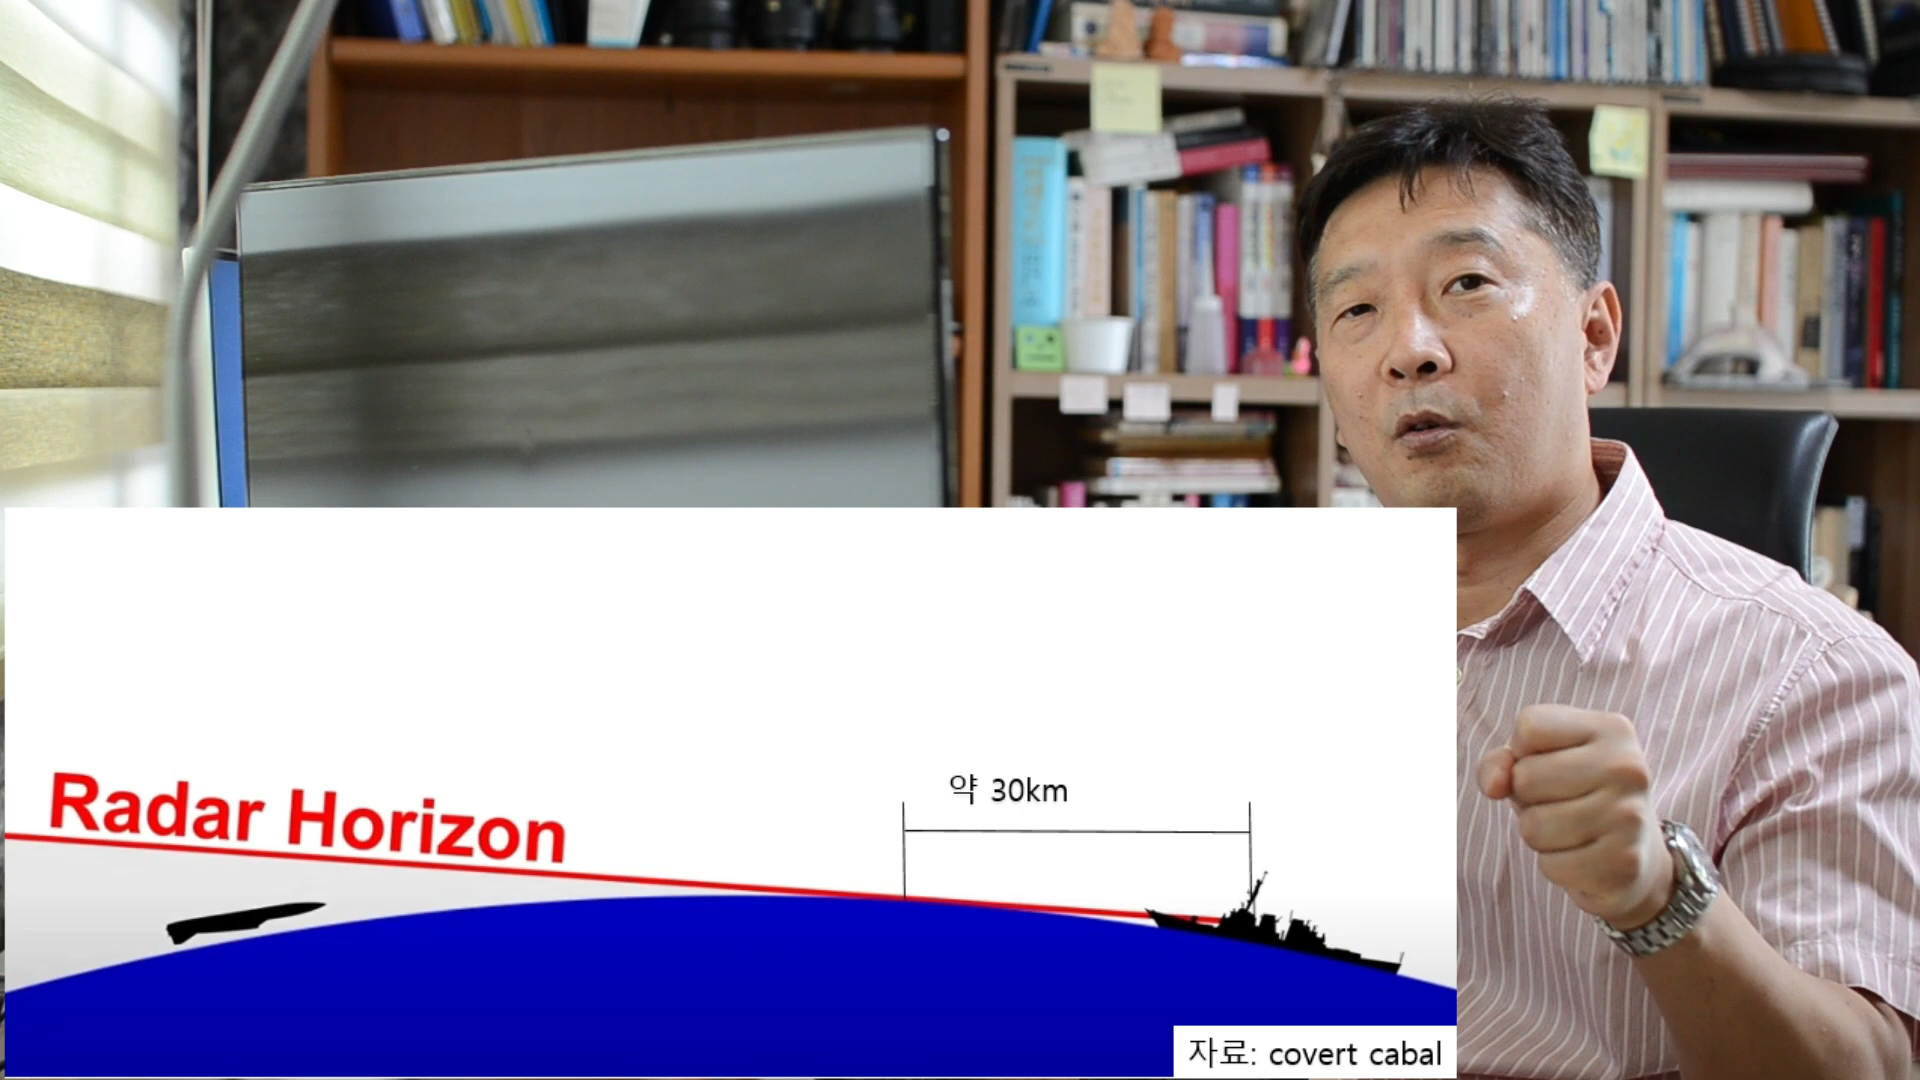 약 30km
Radar Horizon
자료: covert cabal